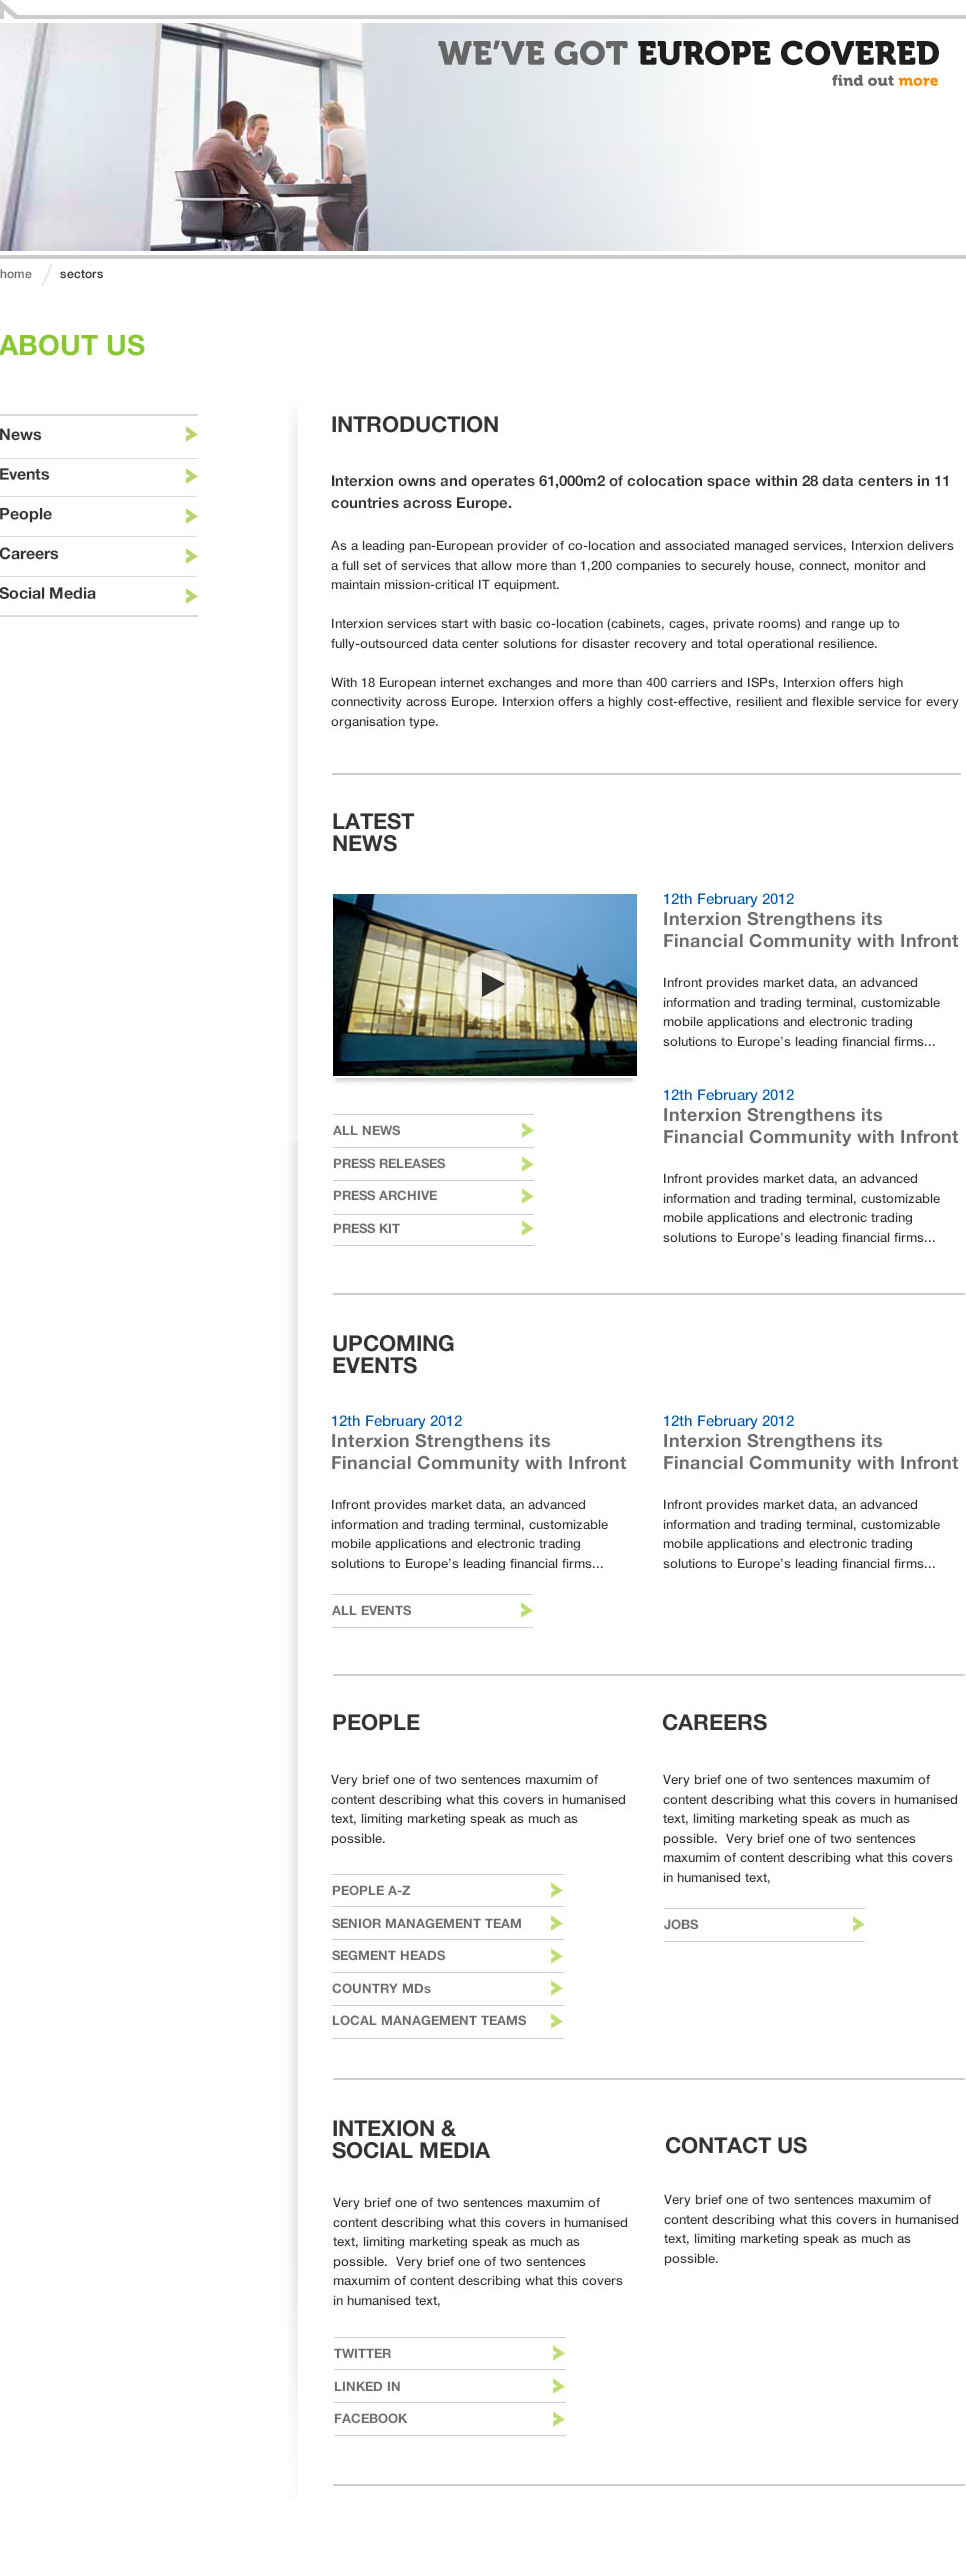 WE’VE GOT EUROPE COVERED
find out more
home / sectors
ABOUT US
News
Events
People
Careers
Social Media
INTRODUCTION
Interxion owns and operates 61,000m2 of colocation space within 28 data centers in 11
countries across Europe.
As a leading pan-European provider of co-location and associated managed services, Interxion delivers
a full set of services that allow more than 1,200 companies to securely house, connect, monitor and
maintain mission-critical IT equipment.
Interxion services start with basic co-location (cabinets, cages, private rooms) and range up to
fully-outsourced data center solutions for disaster recovery and total operational resilience.
With 18 European internet exchanges and more than 400 carriers and ISPs, Interxion offers high
connectivity across Europe. Interxion offers a highly cost-effective, resilient and flexible service for every
organisation type.
LATEST
NEWS
12th February 2012
Interxion Strengthens its
Financial Community with Infront
Infront provides market data, an advanced
information and trading terminal, customizable
mobile applications and electronic trading
solutions to Europe’s leading financial firms...
12th February 2012
Interxion Strengthens its
Financial Community with Infront
Infront provides market data, an advanced
information and trading terminal, customizable
mobile applications and electronic trading
solutions to Europe’s leading financial firms...
ALL NEWS
PRESS RELEASES
PRESS ARCHIVE
PRESS KIT
UPCOMING
EVENTS
12th February 2012
Interxion Strengthens its
Financial Community with Infront
Infront provides market data, an advanced
information and trading terminal, customizable
mobile applications and electronic trading
solutions to Europe’s leading financial firms...
ALL EVENTS
12th February 2012
Interxion Strengthens its
Financial Community with Infront
Infront provides market data, an advanced
information and trading terminal, customizable
mobile applications and electronic trading
solutions to Europe’s leading financial firms...
PEOPLE
Very brief one of two sentences maxumim of
content describing what this covers in humanised
text, limiting marketing speak as much as
possible.
PEOPLE A-Z
SENIOR MANAGEMENT TEAM
SEGMENT HEADS
COUNTRY MDs
LOCAL MANAGEMENT TEAMS
CAREERS
Very brief one of two sentences maxumim of
content describing what this covers in humanised
text, limiting marketing speak as much as
possible.  Very brief one of two sentences
maxumim of content describing what this covers
in humanised text,
JOBS
INTEXION &
SOCIAL MEDIA
Very brief one of two sentences maxumim of
content describing what this covers in humanised
text, limiting marketing speak as much as
possible.  Very brief one of two sentences
maxumim of content describing what this covers
in humanised text,
TWITTER
LINKED IN
FACEBOOK
CONTACT US
Very brief one of two sentences maxumim of
content describing what this covers in humanised
text, limiting marketing speak as much as
possible.